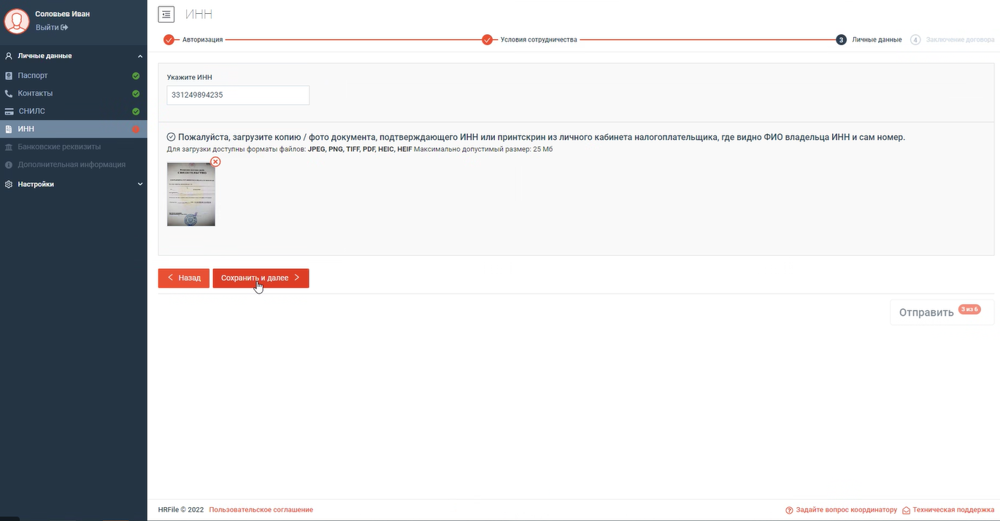 Соловьев Иван
Выйти
Личные данные
Паспорт
Контакты
СНИЛС
ИНН
Банковские реквизиты
Дополнительная информация
Настройки
ИНН
Авторизация
Условия сотрудничества
3 Личные данные
4 Заключение договора
Укажите ИНН
331249894235
Пожалуйста, загрузите копию / фото документа, подтверждающего ИНН или принтскрин из личного кабинета налогоплательщика, где видно ФИО владельца ИНН и сам номер.
Для загрузки доступны форматы файлов: JPEG, PNG, TIFF, PDF, HEIC, HEIF Максимально допустимый размер: 25 Мб
СВИДЕТЕЛЬСТВО
Назад
Сохранить и далее
Отправить 3 из 6
HRFile © 2022 Пользовательское соглашение
Задайте вопрос координатору Техническая поддержка